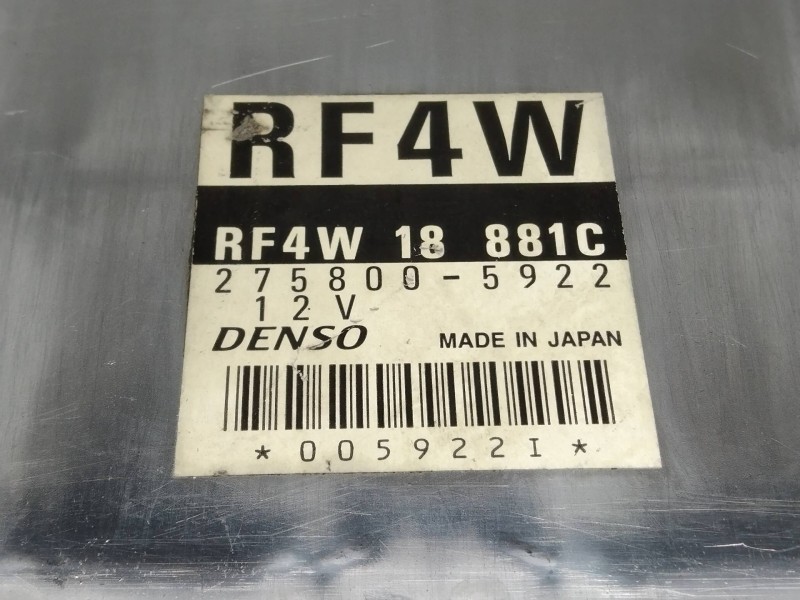 RF4W
RF4W 18 881C
275800-5922
12V
DENSO MADE IN JAPAN
*005922I*